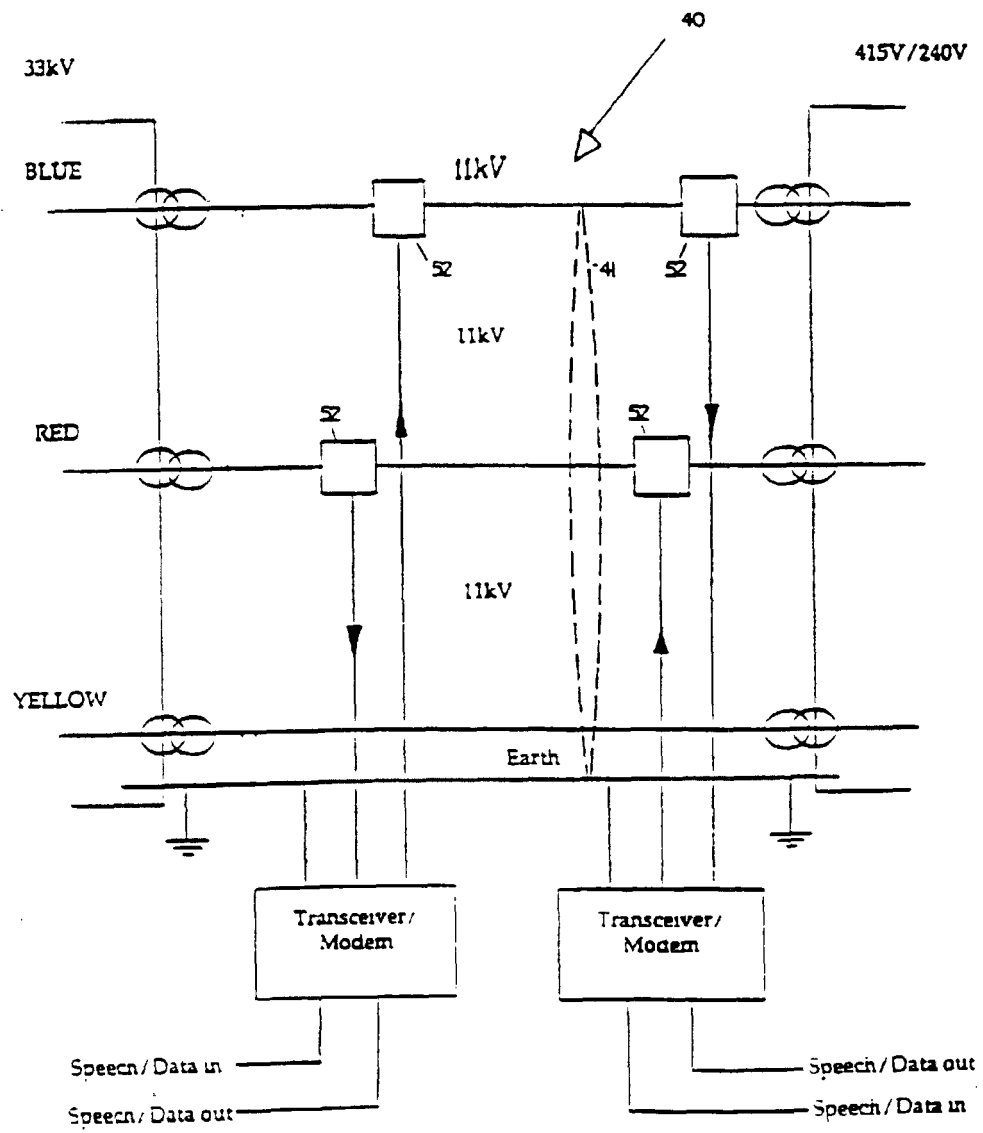 40
33kV
415V/240V
BLUE
11kV
52
41
52
11kV
RED
52
52
11kV
YELLOW
Earth
Transceiver/
Modem
Transceiver/
Modem
Speech/Data in
Speech/Data out
Speech/Data out
Speech/Data in